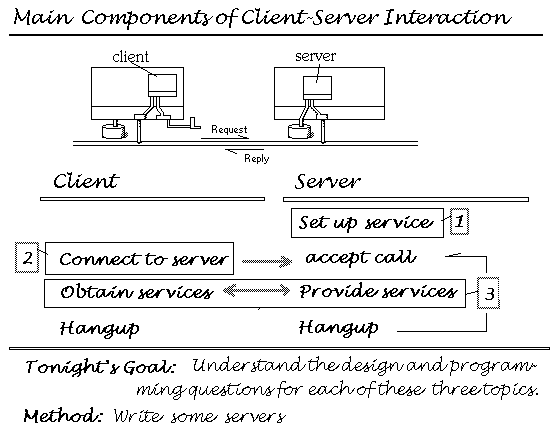 Main Components of Client-Server Interaction
client
server
Request
Reply
Client Server
Set up service 1
2 Connect to server accept call
Obtain services Provide services 3
Hangup Hangup
Tonight's Goal: Understand the design and program-
ming questions for each of these three topics.
Method: Write some servers